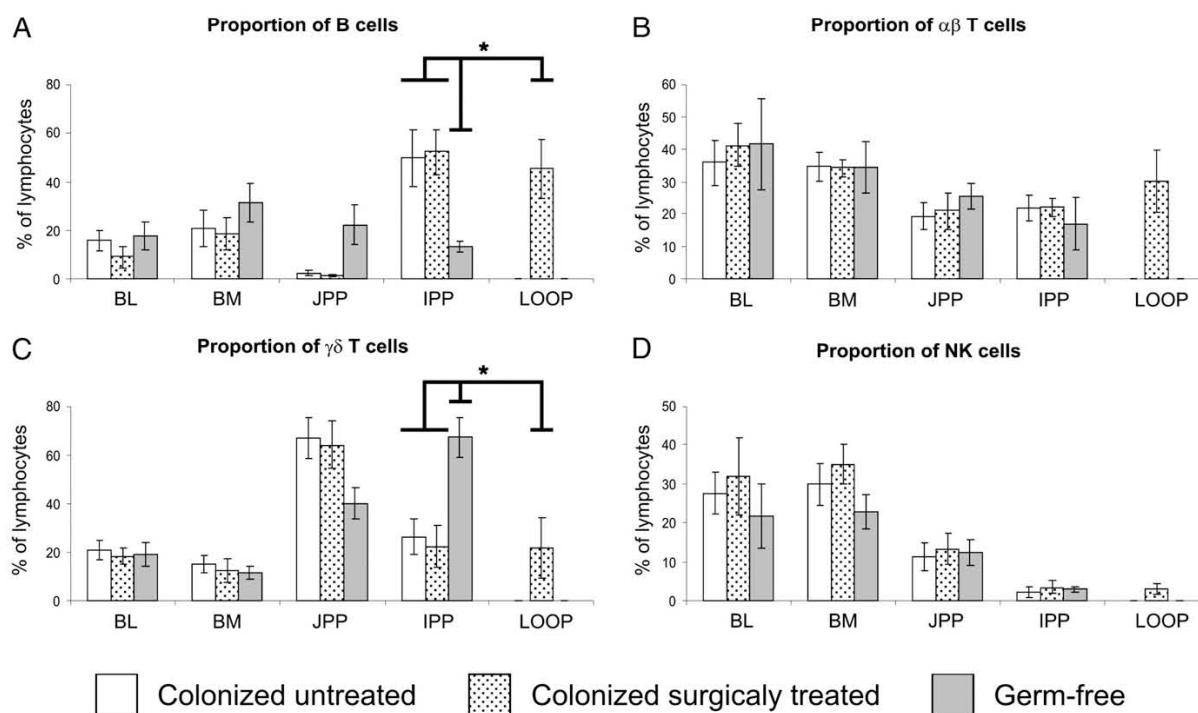 A
Proportion of B cells
*
% of lymphocytes
80
60
40
20
0
BL BM JPP IPP LOOP
B
Proportion of αβ T cells
% of lymphocytes
60
50
40
30
20
10
0
BL BM JPP IPP LOOP
C
Proportion of γδ T cells
*
% of lymphocytes
80
60
40
20
0
BL BM JPP IPP LOOP
D
Proportion of NK cells
% of lymphocytes
50
40
30
20
10
0
BL BM JPP IPP LOOP
Colonized untreated Colonized surgicaly treated Germ-free